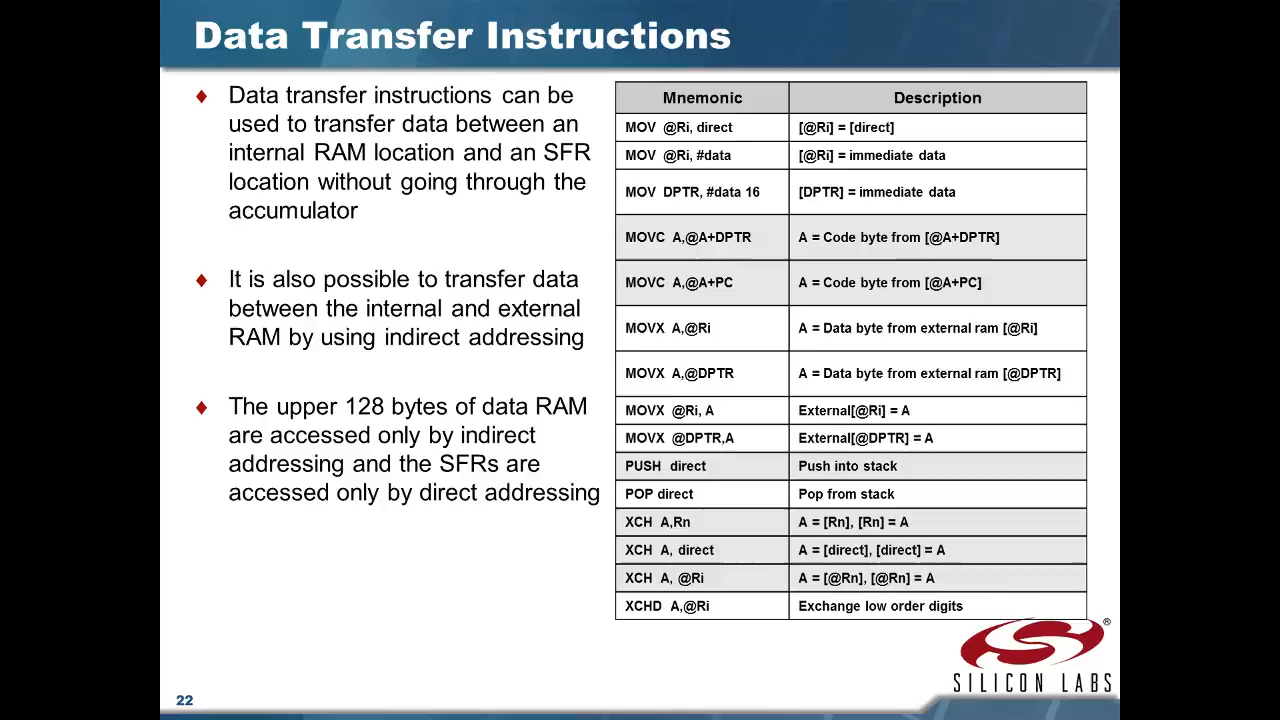 Data Transfer Instructions
Data transfer instructions can be
used to transfer data between an
internal RAM location and an SFR
location without going through the
accumulator
It is also possible to transfer data
between the internal and external
RAM by using indirect addressing
The upper 128 bytes of data RAM
are accessed only by indirect
addressing and the SFRs are
accessed only by direct addressing
Mnemonic Description
MOV @Ri, direct [@Ri] = [direct]
MOV @Ri, #data [@Ri] = immediate data
MOV DPTR, #data 16 [DPTR] = immediate data
MOVC A,@A+DPTR A = Code byte from [@A+DPTR]
MOVC A,@A+PC A = Code byte from [@A+PC]
MOVX A,@Ri A = Data byte from external ram [@Ri]
MOVX A,@DPTR A = Data byte from external ram [@DPTR]
MOVX @Ri, A External[@Ri] = A
MOVX @DPTR,A External[@DPTR] = A
PUSH direct Push into stack
POP direct Pop from stack
XCH A,Rn A = [Rn], [Rn] = A
XCH A, direct A = [direct], [direct] = A
XCH A, @Ri A = [@Rn], [@Rn] = A
XCHD A,@Ri Exchange low order digits
®
SILICON LABS
22